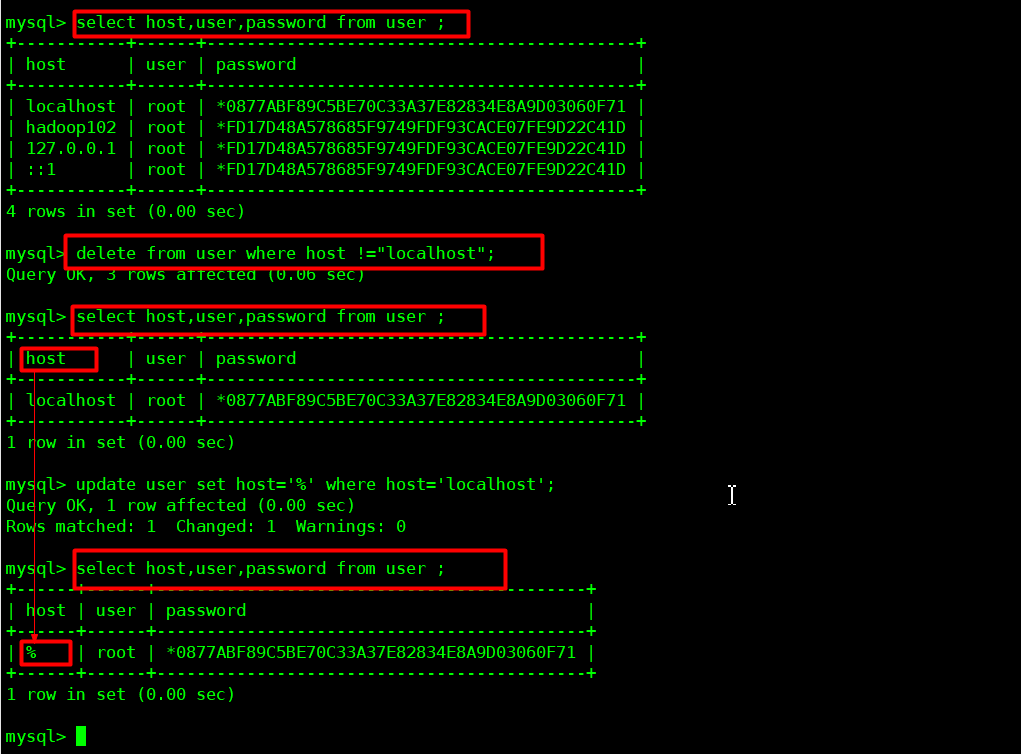 mysql> select host,user,password from user ;
+-----------+------+-------------------------------------------+
| host      | user | password                                  |
+-----------+------+-------------------------------------------+
| localhost | root | *0877ABF89C5BE70C33A37E82834E8A9D03060F71 |
| hadoop102 | root | *FD17D48A578685F9749FDF93CACE07FE9D22C41D |
| 127.0.0.1 | root | *FD17D48A578685F9749FDF93CACE07FE9D22C41D |
| ::1       | root | *FD17D48A578685F9749FDF93CACE07FE9D22C41D |
+-----------+------+-------------------------------------------+
4 rows in set (0.00 sec)
mysql> delete from user where host !="localhost";
Query OK, 3 rows affected (0.06 sec)
mysql> select host,user,password from user ;
+-----------+------+-------------------------------------------+
| host      | user | password                                  |
+-----------+------+-------------------------------------------+
| localhost | root | *0877ABF89C5BE70C33A37E82834E8A9D03060F71 |
+-----------+------+-------------------------------------------+
1 row in set (0.00 sec)
mysql> update user set host='%' where host='localhost';
Query OK, 1 row affected (0.00 sec)
Rows matched: 1  Changed: 1  Warnings: 0
mysql> select host,user,password from user ;
+------+------+-------------------------------------------+
| host | user | password                                  |
+------+------+-------------------------------------------+
| %    | root | *0877ABF89C5BE70C33A37E82834E8A9D03060F71 |
+------+------+-------------------------------------------+
1 row in set (0.00 sec)
mysql>